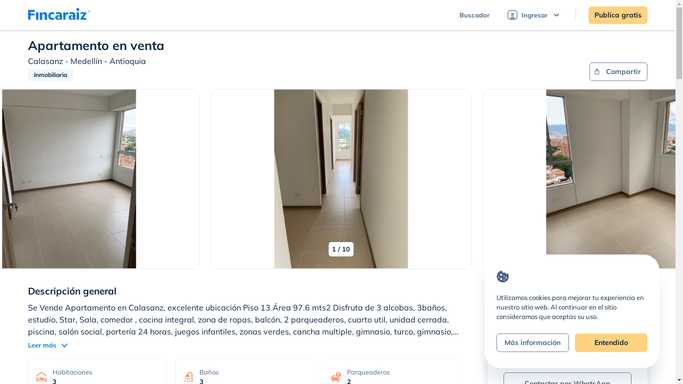 Fincaraiz
Buscador
Ingresar
Publica gratis
Apartamento en venta
Calasanz - Medellín - Antioquia
Inmobiliaria
Compartir
1 / 10
Descripción general
Se Vende Apartamento en Calasanz, excelente ubicación Piso 13 Área 97.6 mts2 Disfruta de 3 alcobas, 3baños,
estudio, Star, Sala, comedor , cocina integral, zona de ropas, balcón, 2 parqueaderos, cuarto util, unidad cerrada,
piscina, salón social, portería 24 horas, juegos infantiles, zonas verdes, cancha multiple, gimnasio, turco, gimnasio,...
Leer más
Habitaciones
3
Baños
3
Parqueaderos
2
Utilizamos cookies para mejorar tu experiencia en
nuestro sitio web. Al continuar en el sitio
consideramos que aceptas su uso.
Más información
Entendido
Contactar por WhatsApp